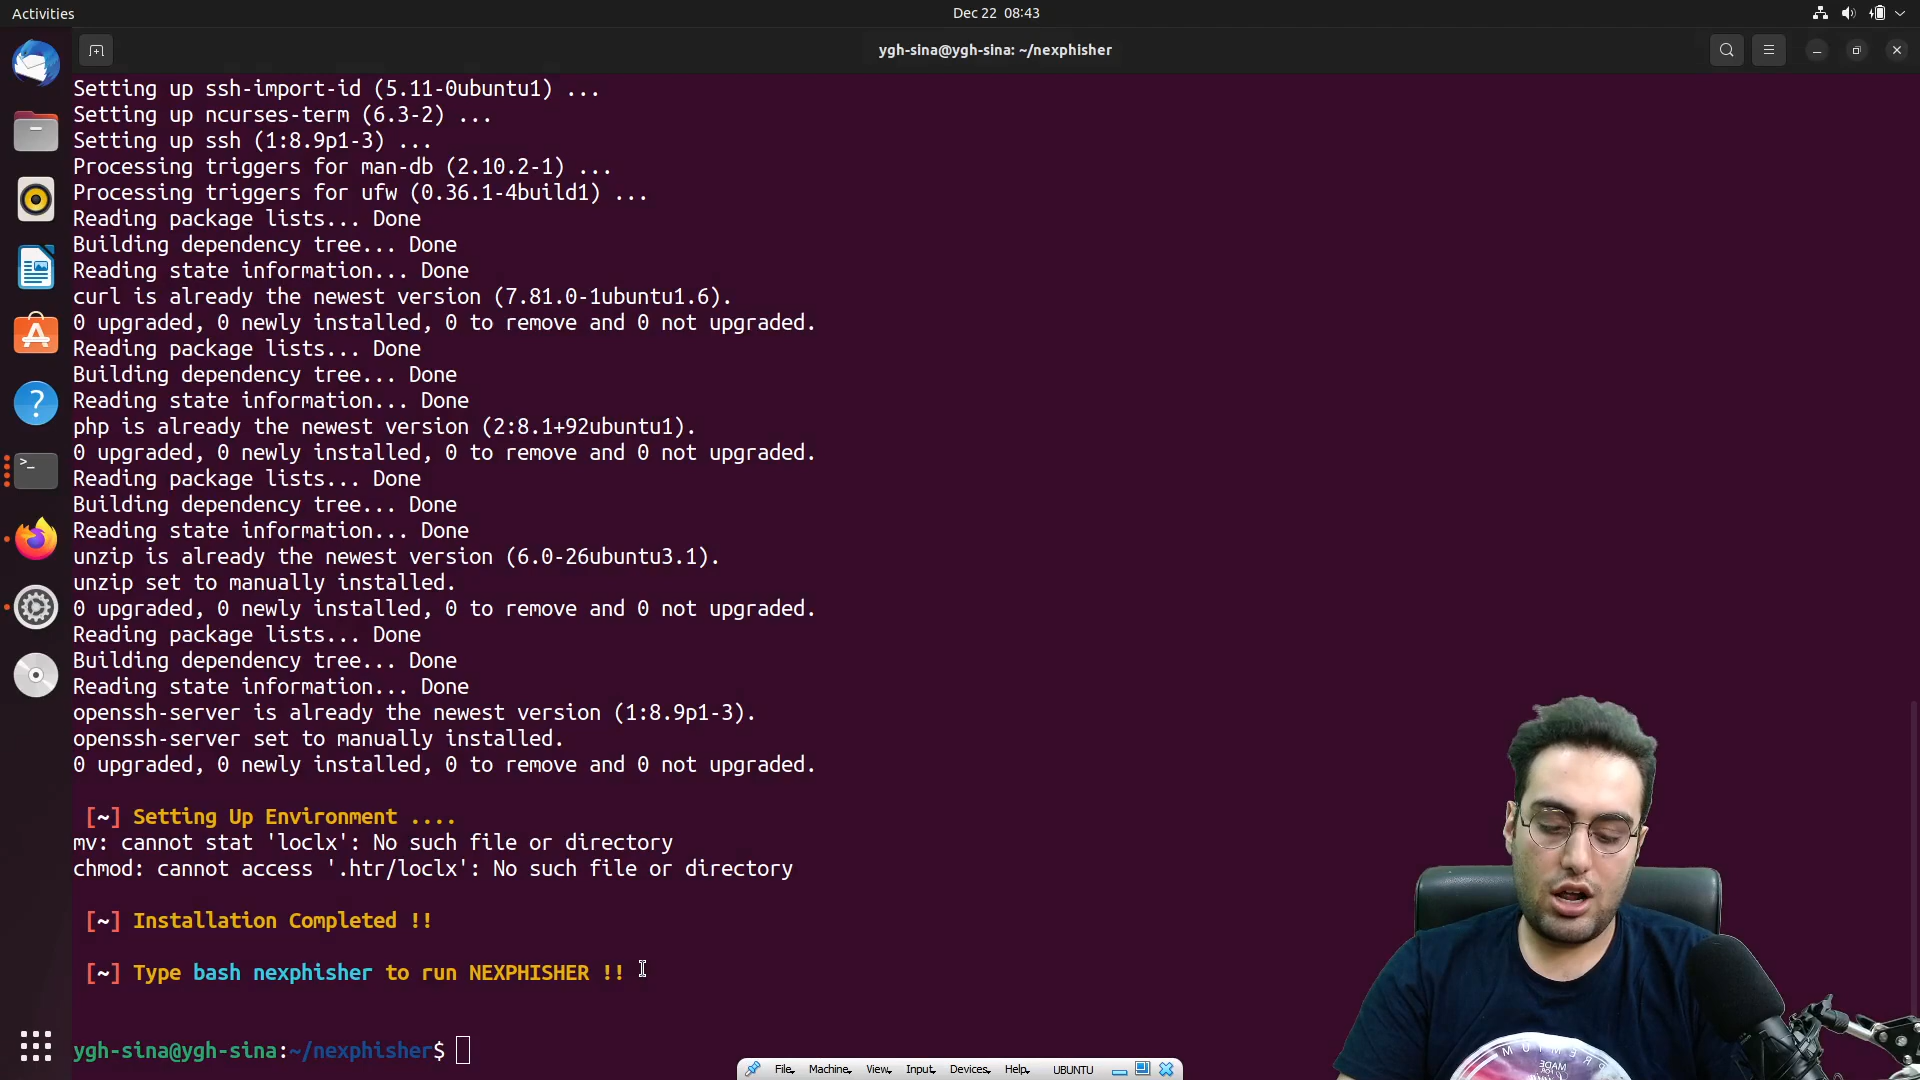 Activities
Dec 22 08:43
ygh-sina@ygh-sina: ~/nexphisher
Setting up ssh-import-id (5.11-0ubuntu1) ...
Setting up ncurses-term (6.3-2) ...
Setting up ssh (1:8.9p1-3) ...
Processing triggers for man-db (2.10.2-1) ...
Processing triggers for ufw (0.36.1-4build1) ...
Reading package lists... Done
Building dependency tree... Done
Reading state information... Done
curl is already the newest version (7.81.0-1ubuntu1.6).
0 upgraded, 0 newly installed, 0 to remove and 0 not upgraded.
Reading package lists... Done
Building dependency tree... Done
Reading state information... Done
php is already the newest version (2:8.1+92ubuntu1).
0 upgraded, 0 newly installed, 0 to remove and 0 not upgraded.
Reading package lists... Done
Building dependency tree... Done
Reading state information... Done
unzip is already the newest version (6.0-26ubuntu3.1).
unzip set to manually installed.
0 upgraded, 0 newly installed, 0 to remove and 0 not upgraded.
Reading package lists... Done
Building dependency tree... Done
Reading state information... Done
openssh-server is already the newest version (1:8.9p1-3).
openssh-server set to manually installed.
0 upgraded, 0 newly installed, 0 to remove and 0 not upgraded.
[~] Setting Up Environment ....
mv: cannot stat 'loclx': No such file or directory
chmod: cannot access '.htr/loclx': No such file or directory
[~] Installation Completed !!
[~] Type bash nexphisher to run NEXPHISHER !!
ygh-sina@ygh-sina:~/nexphisher$
File Machine View Input Devices Help UBUNTU